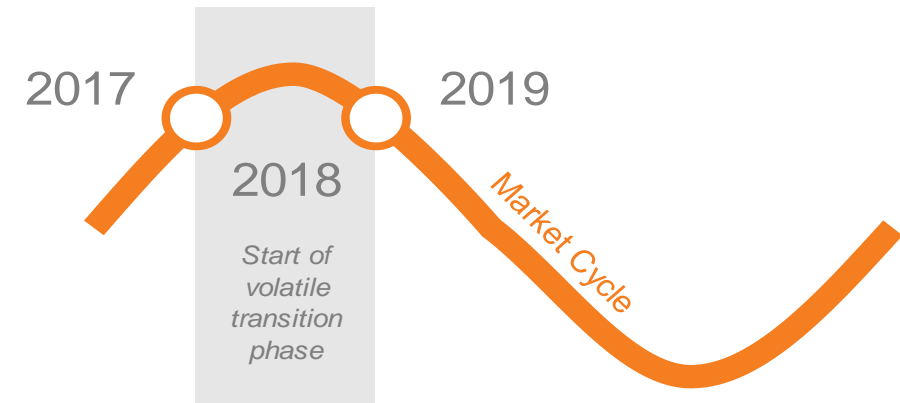 2017
2019
2018
Market Cycle
Start of
volatile
transition
phase